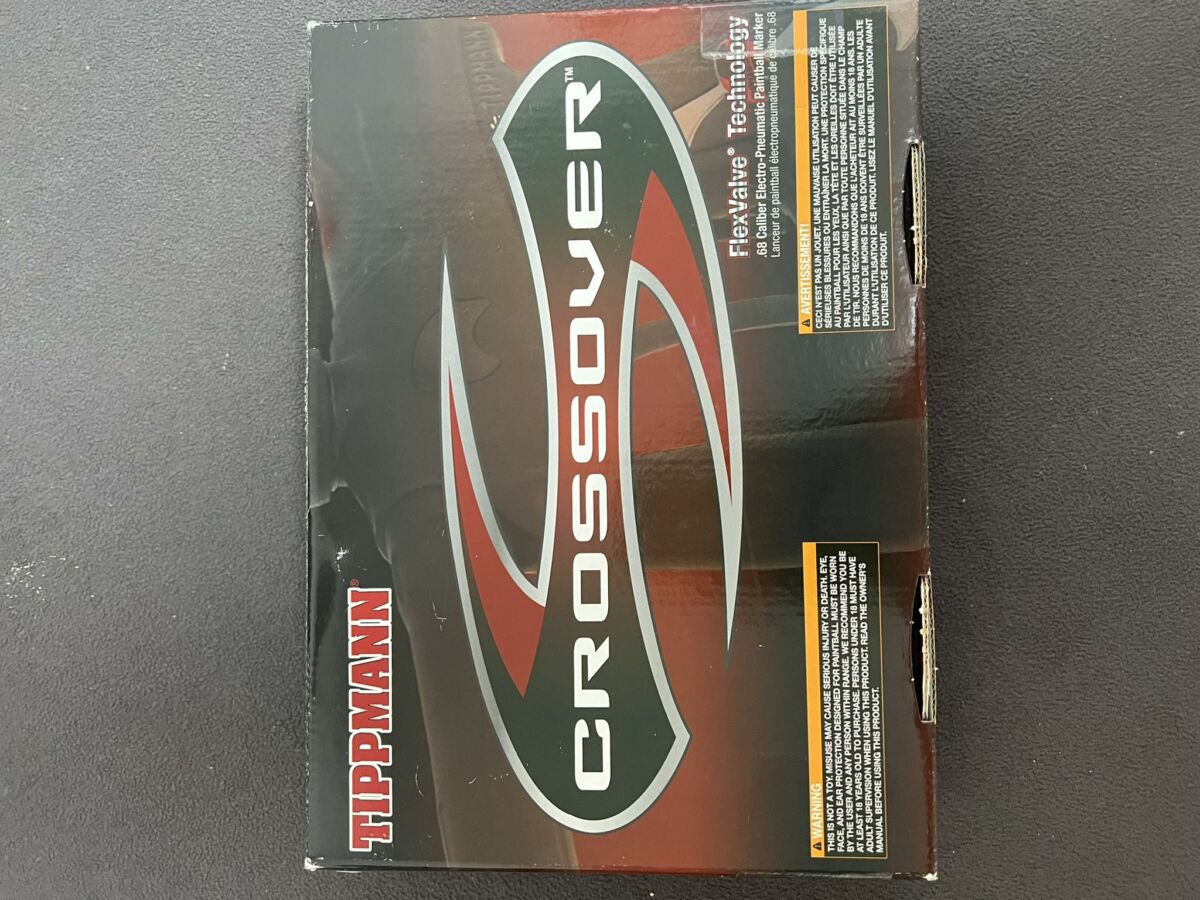 TIPPMANN®
TIPPMANN
CROSSOVER™
FlexValve® Technology
.68 Caliber Electro-Pneumatic Paintball Marker
Lanceur de paintball électropneumatique de calibre .68
WARNING
THIS IS NOT A TOY. MISUSE MAY CAUSE SERIOUS INJURY OR DEATH. EYE,
FACE, AND EAR PROTECTION DESIGNED FOR PAINTBALL MUST BE WORN
BY THE USER AND ANY PERSON WITHIN RANGE. WE RECOMMEND YOU BE
AT LEAST 18 YEARS OLD TO PURCHASE. PERSONS UNDER 18 MUST HAVE
ADULT SUPERVISION WHEN USING THIS PRODUCT. READ THE OWNER'S
MANUAL BEFORE USING THIS PRODUCT.
AVERTISSEMENT!
CECI N'EST PAS UN JOUET. UNE MAUVAISE UTILISATION PEUT CAUSER DE
SÉRIEUSES BLESSURES OU ENTRAÎNER LA MORT. UNE PROTECTION SPÉCIFIQUE
AU PAINTBALL POUR LES YEUX, LA TÊTE ET LES OREILLES DOIT ÊTRE UTILISÉE
PAR L'UTILISATEUR AINSI QUE PAR TOUTE PERSONNE SITUÉE DANS LE CHAMP
DE TIR. NOUS RECOMMANDONS QUE L'ACHETEUR AIT AU MOINS 18 ANS. LES
PERSONNES DE MOINS DE 18 ANS DOIVENT ÊTRE SURVEILLÉES PAR UN ADULTE
DURANT L'UTILISATION DE CE PRODUIT. LISEZ LE MANUEL D'UTILISATION AVANT
D'UTILISER CE PRODUIT.